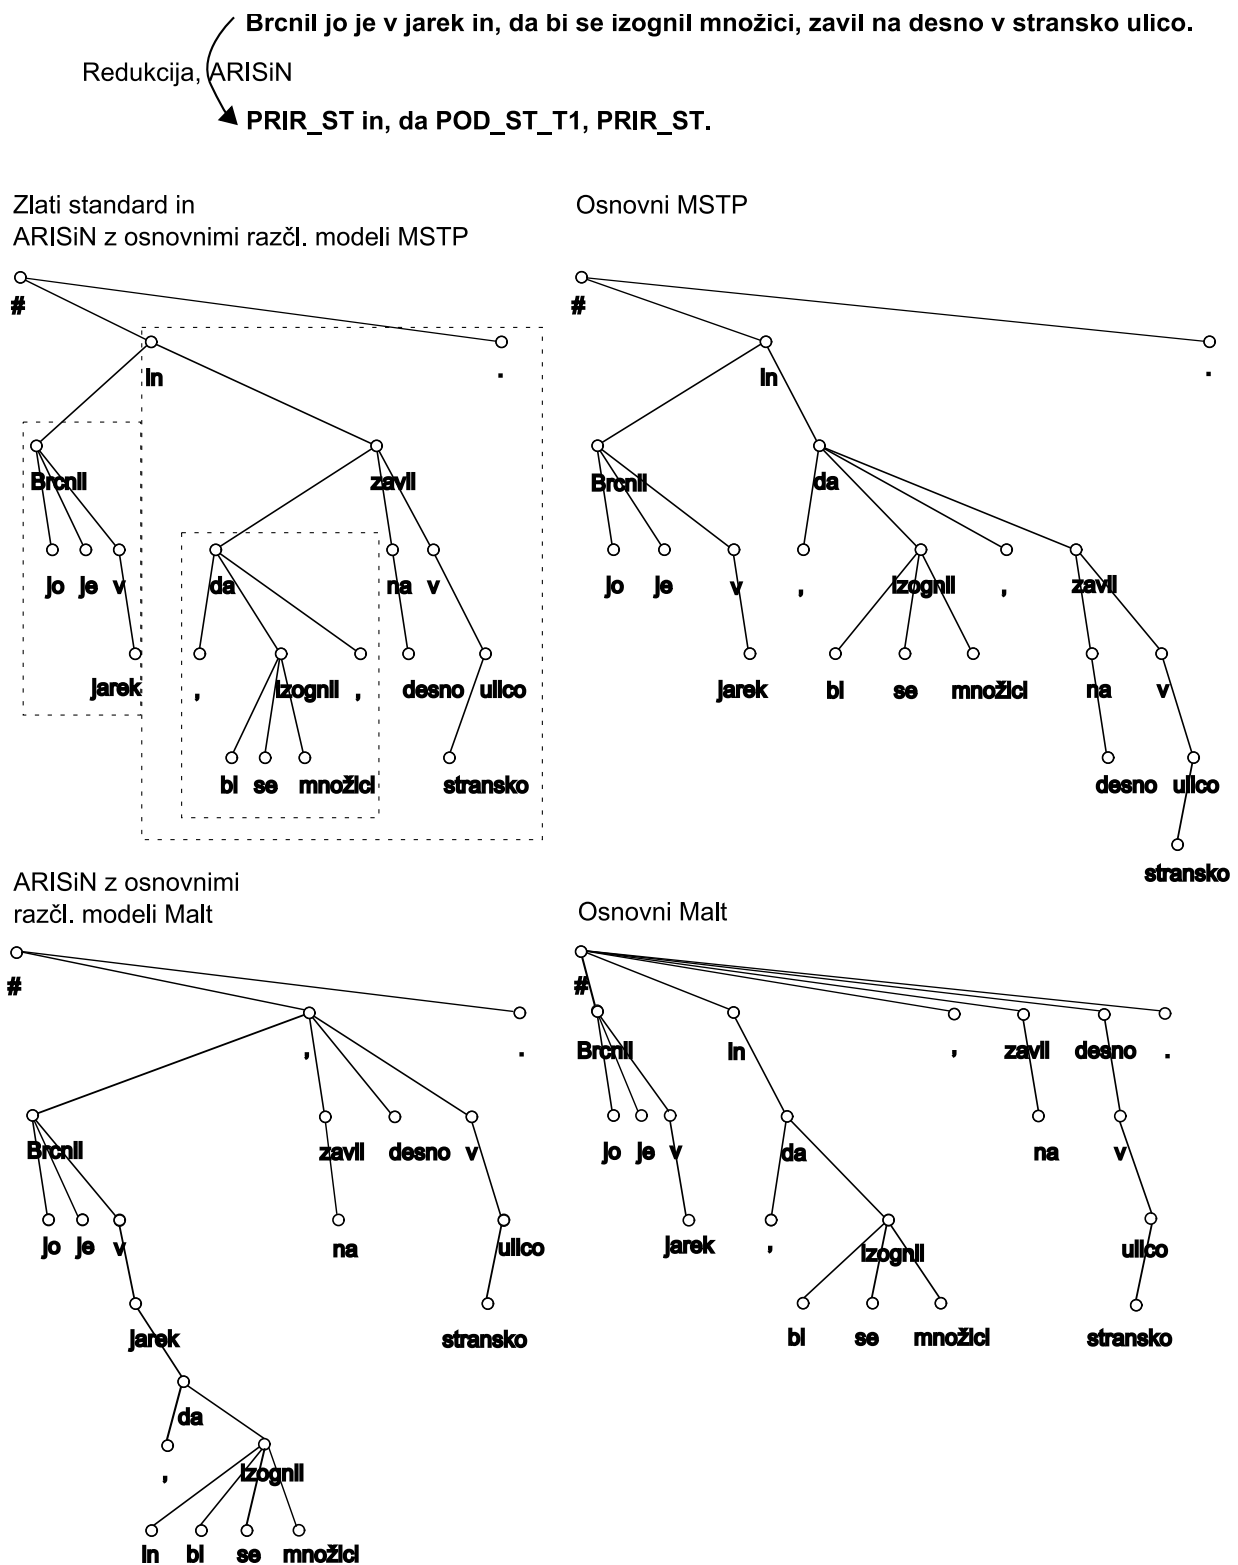 Brcnil jo je v jarek in, da bi se izognil množici, zavil na desno v stransko ulico.
Redukcija, ARISiN
PRIR_ST in, da POD_ST_T1, PRIR_ST.
Zlati standard in
ARISiN z osnovnimi razčl. modeli MSTP
#
in .
Brcnil zavil
jo je v da na v
jarek , izognil , desno ulico
bi se množici stransko
Osnovni MSTP
#
in .
Brcnil da
jo je v , izognil , zavil
jarek bi se množici na v
desno ulico
stransko
ARISiN z osnovnimi
razčl. modeli Malt
#
, .
Brcnil zavil desno v
jo je v na ulico
jarek stransko
da
, izognil
in bi se množici
Osnovni Malt
#
Brcnil in , zavil desno .
jo je v da na v
jarek , izognil ulico
bi se množici stransko